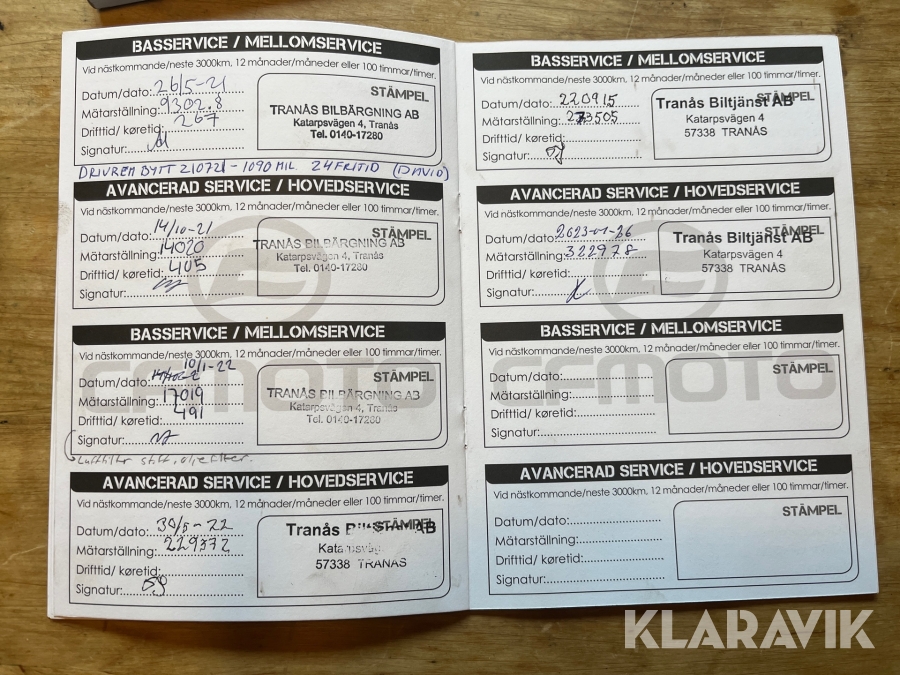 BASSERVICE / MELLOMSERVICE
Vid nästkommande/neste 3000km, 12 månader/måneder eller 100 timmar/timer.
Datum/dato: 26/5-21
Mätarställning: 9302.8
Drifttid/ køretid: 267
Signatur:
STÄMPEL
TRANÅS BILBÄRGNING AB
Katarpsvägen 4, Tranås
Tel. 0140-17280
DRIVREM BYTT 210721 - 1090 MIL. 24FRITID (DAVID)
AVANCERAD SERVICE / HOVEDSERVICE
Vid nästkommande/neste 3000km, 12 månader/måneder eller 100 timmar/timer.
Datum/dato: 14/10-21
Mätarställning: 14020
Drifttid/ køretid: 405
Signatur:
STÄMPEL
TRANÅS BILBÄRGNING AB
Katarpsvägen 4, Tranås
Tel. 0140-17280
BASSERVICE / MELLOMSERVICE
Vid nästkommande/neste 3000km, 12 månader/måneder eller 100 timmar/timer.
Datum/dato: 10/1-22
Mätarställning: 17019
Drifttid/ køretid: 491
Signatur:
STÄMPEL
TRANÅS BILBÄRGNING AB
Katarpsvägen 4, Tranås
Tel. 0140-17280
Luftfilter oljefilter.
AVANCERAD SERVICE / HOVEDSERVICE
Vid nästkommande/neste 3000km, 12 månader/måneder eller 100 timmar/timer.
Datum/dato: 30/5-22
Mätarställning: 229372
Drifttid/ køretid:
Signatur:
STÄMPEL
Tranås AB
57338 TRANÅS
BASSERVICE / MELLOMSERVICE
Vid nästkommande/neste 3000km, 12 månader/måneder eller 100 timmar/timer.
Datum/dato: 220915
Mätarställning: 273505
Drifttid/ køretid:
Signatur:
STÄMPEL
Tranås Biltjänst AB
Katarpsvägen 4
57338 TRANÅS
AVANCERAD SERVICE / HOVEDSERVICE
Vid nästkommande/neste 3000km, 12 månader/måneder eller 100 timmar/timer.
Datum/dato: 2023-01-26
Mätarställning: 322978
Drifttid/ køretid:
Signatur:
STÄMPEL
Tranås Biltjänst AB
Katarpsvägen 4
57338 TRANÅS
BASSERVICE / MELLOMSERVICE
Vid nästkommande/neste 3000km, 12 månader/måneder eller 100 timmar/timer.
Datum/dato:
Mätarställning:
Drifttid/ køretid:
Signatur:
STÄMPEL
AVANCERAD SERVICE / HOVEDSERVICE
Vid nästkommande/neste 3000km, 12 månader/måneder eller 100 timmar/timer.
Datum/dato:
Mätarställning:
Drifttid/ køretid:
Signatur:
STÄMPEL
CFMOTO
CFMOTO
KLARAVIK